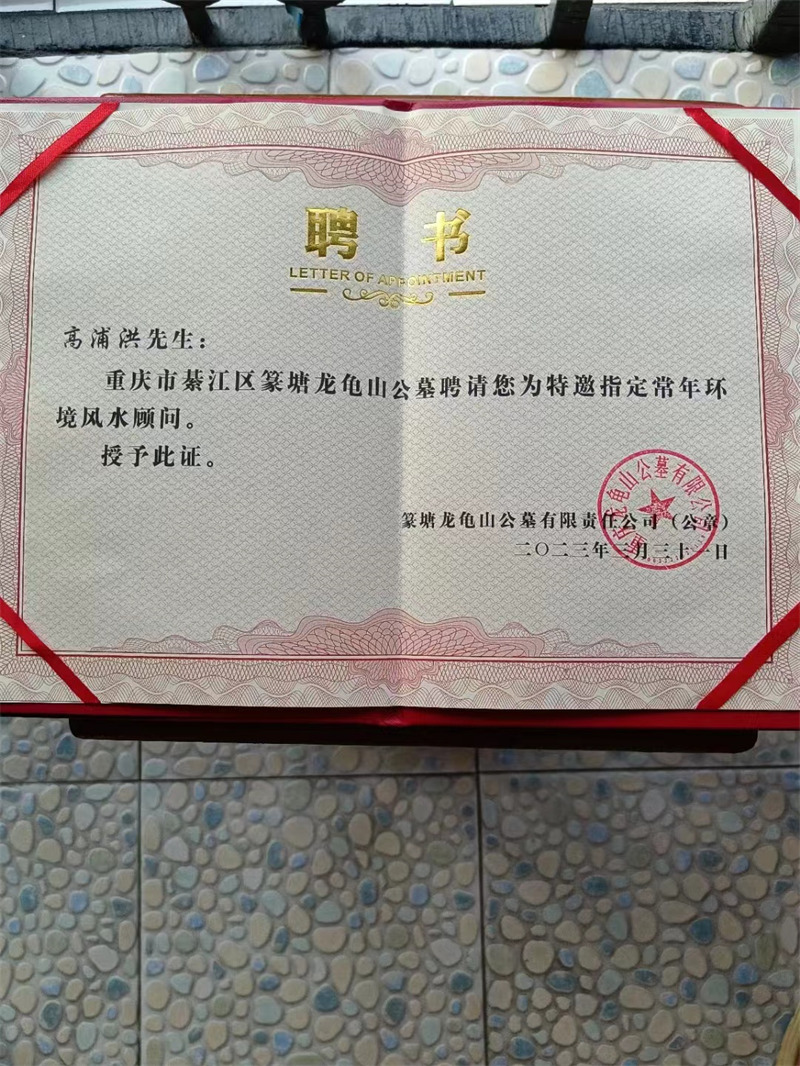 聘书
LETTER OF APPOINTMENT
高浦洪先生：
重庆市綦江区篆塘龙龟山公墓聘请您为特邀指定常年环
境风水顾问。
授予此证。
篆塘龙龟山公墓有限责任公司（公章）
二〇二三年三月三十一日